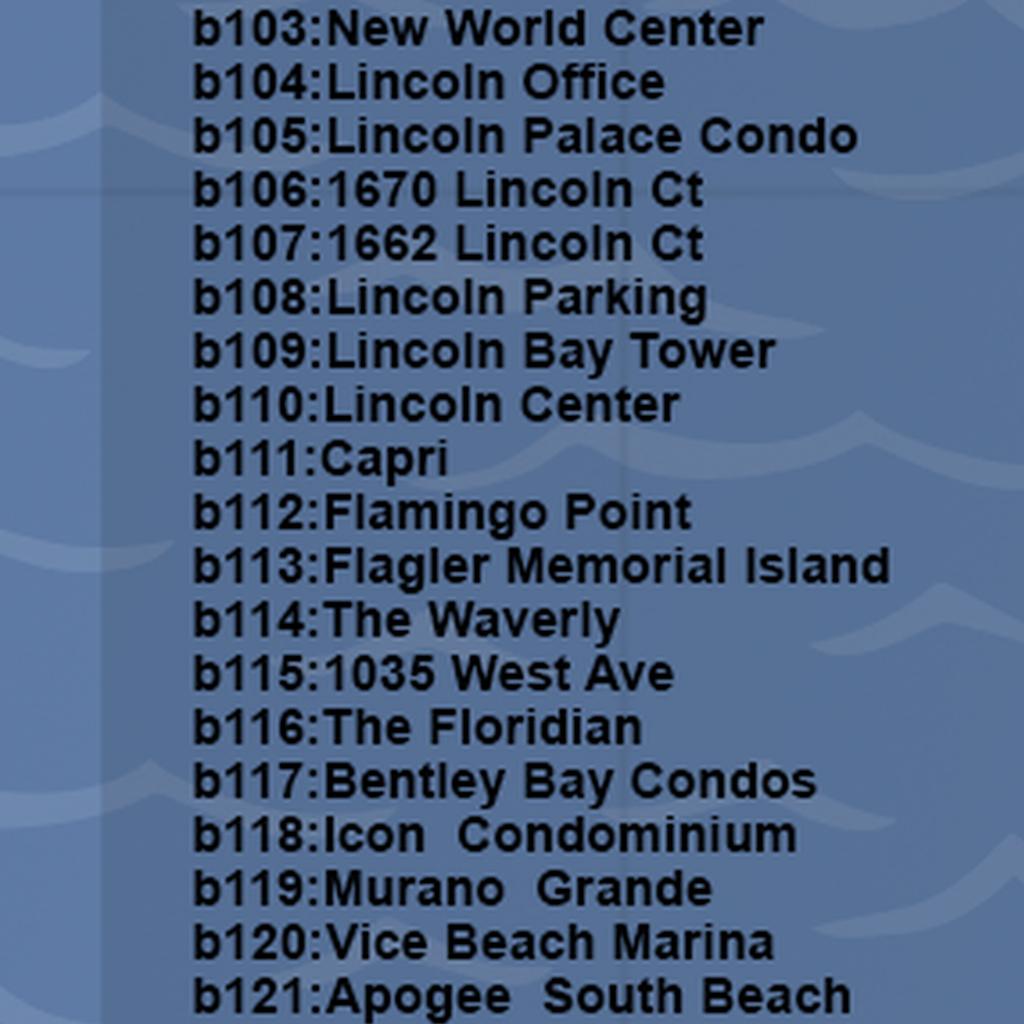 b103:New World Center
b104:Lincoln Office
b105:Lincoln Palace Condo
b106:1670 Lincoln Ct
b107:1662 Lincoln Ct
b108:Lincoln Parking
b109:Lincoln Bay Tower
b110:Lincoln Center
b111:Capri
b112:Flamingo Point
b113:Flagler Memorial Island
b114:The Waverly
b115:1035 West Ave
b116:The Floridian
b117:Bentley Bay Condos
b118:Icon  Condominium
b119:Murano  Grande
b120:Vice Beach Marina
b121:Apogee  South Beach